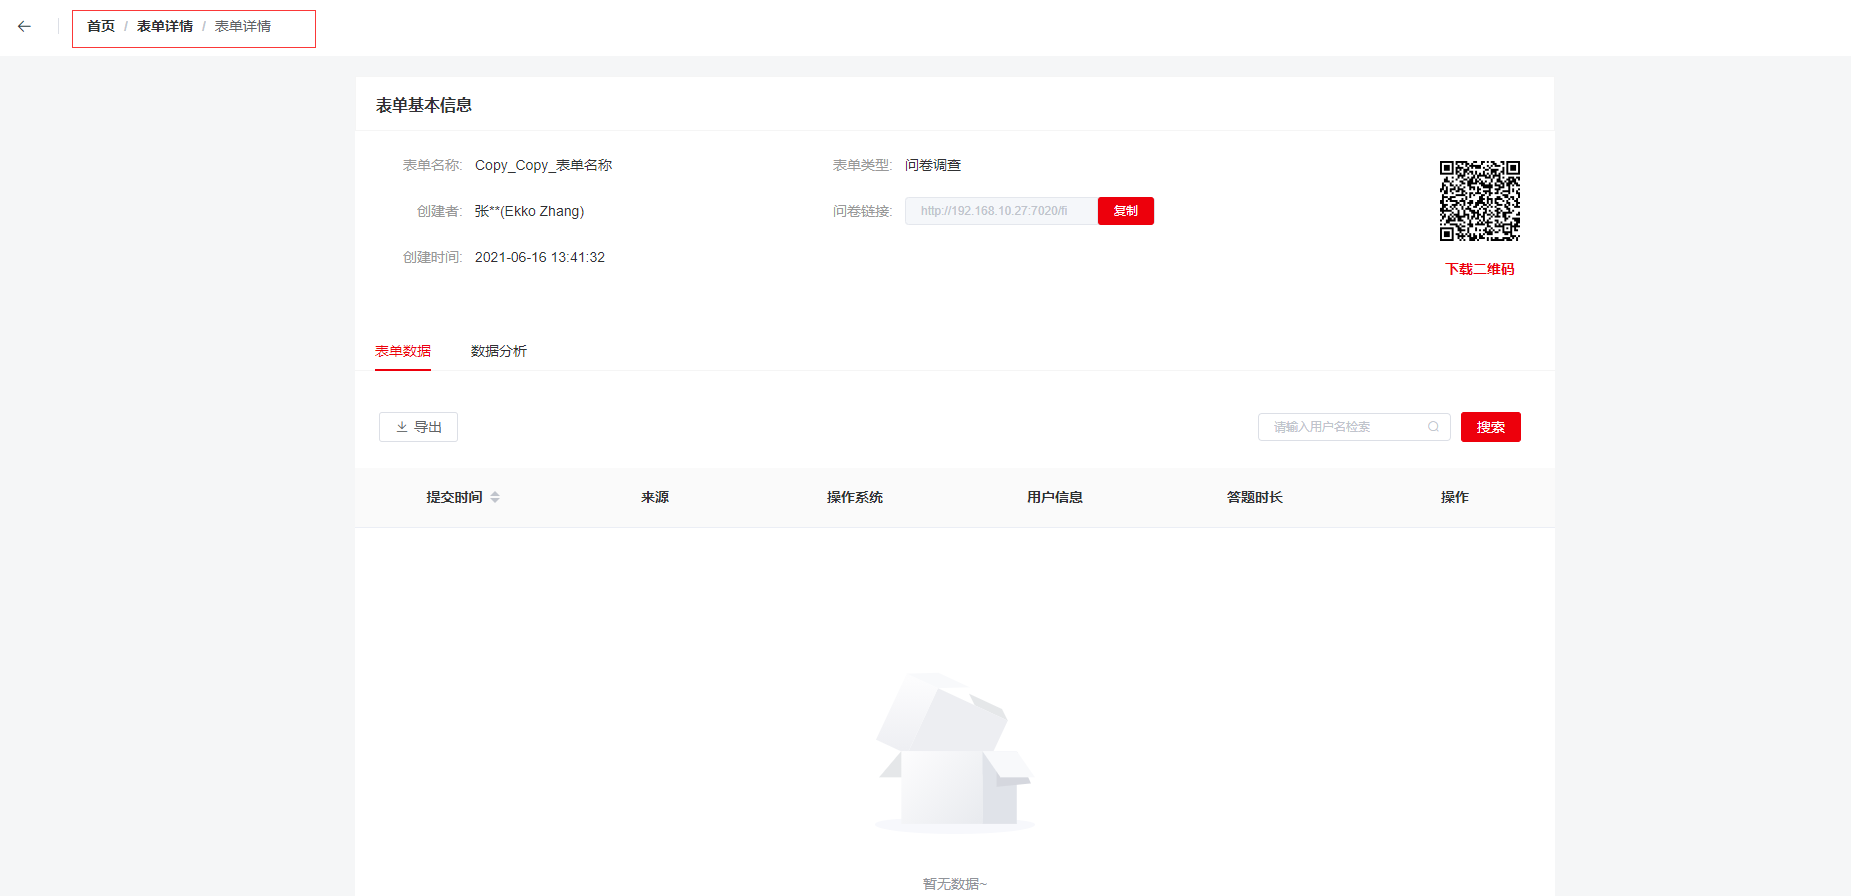 首页 / 表单详情 / 表单详情
表单基本信息
表单名称: Copy_Copy_表单名称
表单类型: 问卷调查
创建者: 张**(Ekko Zhang)
问卷链接: http://192.168.10.27:7020/fi 复制
创建时间: 2021-06-16 13:41:32
下载二维码
表单数据 数据分析
导出 请输入用户名检索 搜索
提交时间 来源 操作系统 用户信息 答题时长 操作
暂无数据~